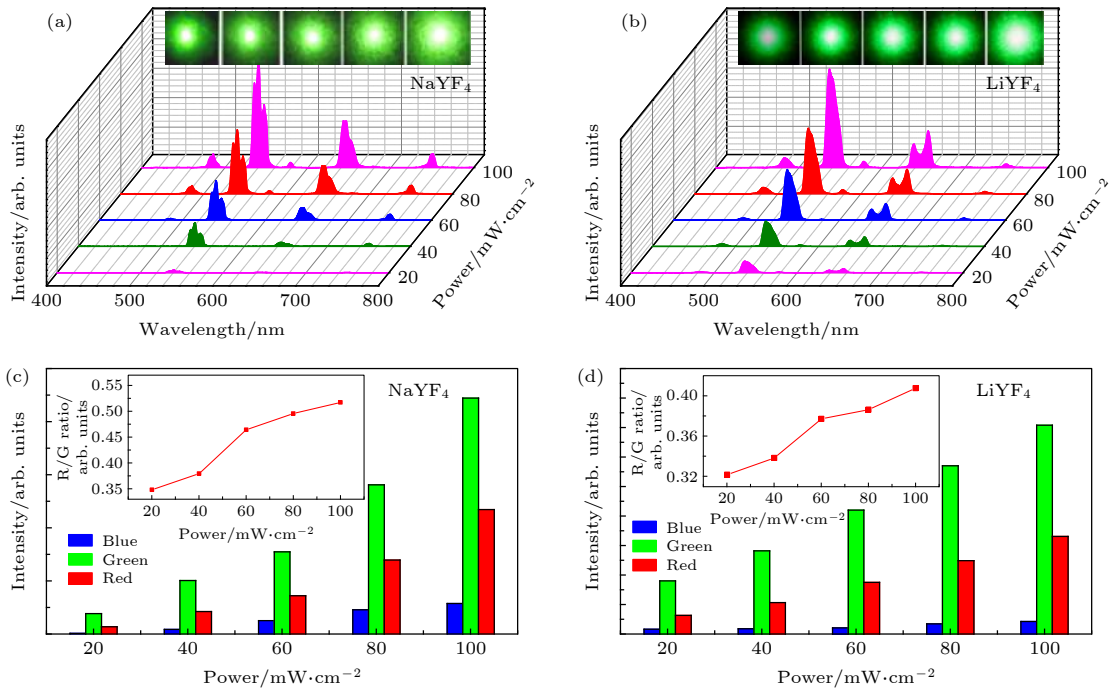 (a)
NaYF₄
Intensity/arb. units
100
80
60
40
20
Power/mW·cm⁻²
400 500 600 700 800
Wavelength/nm
(b)
LiYF₄
Intensity/arb. units
100
80
60
40
20
Power/mW·cm⁻²
400 500 600 700 800
Wavelength/nm
(c)
NaYF₄
Intensity/arb. units
R/G ratio/
arb. units
0.55
0.50
0.45
0.40
0.35
20 40 60 80 100
Power/mW·cm⁻²
Blue
Green
Red
20 40 60 80 100
Power/mW·cm⁻²
(d)
LiYF₄
Intensity/arb. units
R/G ratio/
arb. units
0.40
0.36
0.32
20 40 60 80 100
Power/mW·cm⁻²
Blue
Green
Red
20 40 60 80 100
Power/mW·cm⁻²